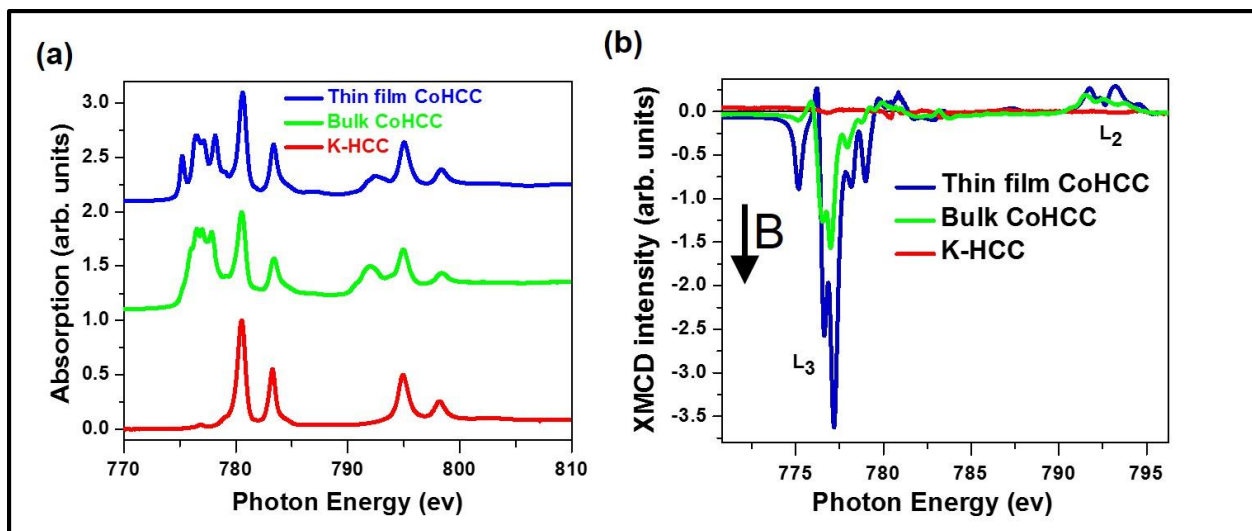 (a)
Absorption (arb. units)
3.0
2.5
2.0
1.5
1.0
0.5
0.0
Thin film CoHCC
Bulk CoHCC
K-HCC
770 780 790 800 810
Photon Energy (ev)
(b)
XMCD intensity (arb. units)
0.0
-0.5
-1.0
-1.5
-2.0
-2.5
-3.0
-3.5
L2
Thin film CoHCC
Bulk CoHCC
K-HCC
B
L3
775 780 785 790 795
Photon Energy (ev)